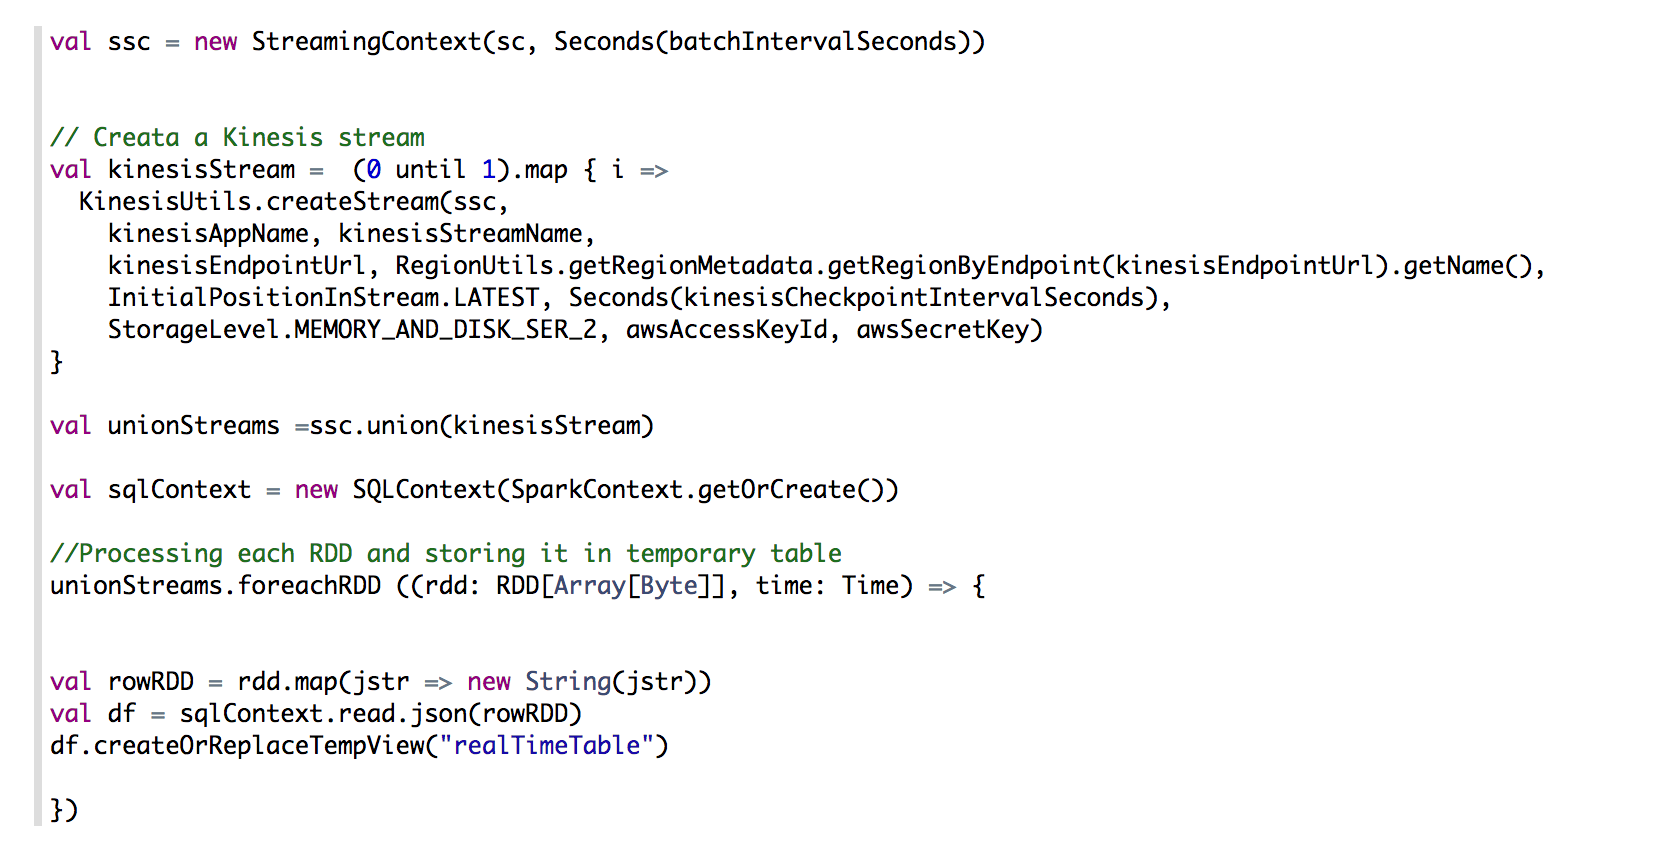 val ssc = new StreamingContext(sc, Seconds(batchIntervalSeconds))
// Creata a Kinesis stream
val kinesisStream =  (0 until 1).map { i =>
  KinesisUtils.createStream(ssc,
    kinesisAppName, kinesisStreamName,
    kinesisEndpointUrl, RegionUtils.getRegionMetadata.getRegionByEndpoint(kinesisEndpointUrl).getName(),
    InitialPositionInStream.LATEST, Seconds(kinesisCheckpointIntervalSeconds),
    StorageLevel.MEMORY_AND_DISK_SER_2, awsAccessKeyId, awsSecretKey)
}
val unionStreams =ssc.union(kinesisStream)
val sqlContext = new SQLContext(SparkContext.getOrCreate())
//Processing each RDD and storing it in temporary table
unionStreams.foreachRDD ((rdd: RDD[Array[Byte]], time: Time) => {
val rowRDD = rdd.map(jstr => new String(jstr))
val df = sqlContext.read.json(rowRDD)
df.createOrReplaceTempView("realTimeTable")
})